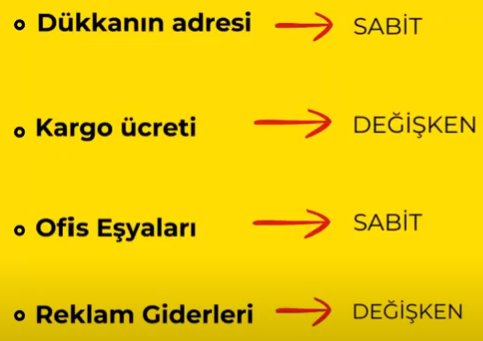 Dükkanın adresi → SABİT
Kargo ücreti → DEĞİŞKEN
Ofis Eşyaları → SABİT
Reklam Giderleri → DEĞİŞKEN